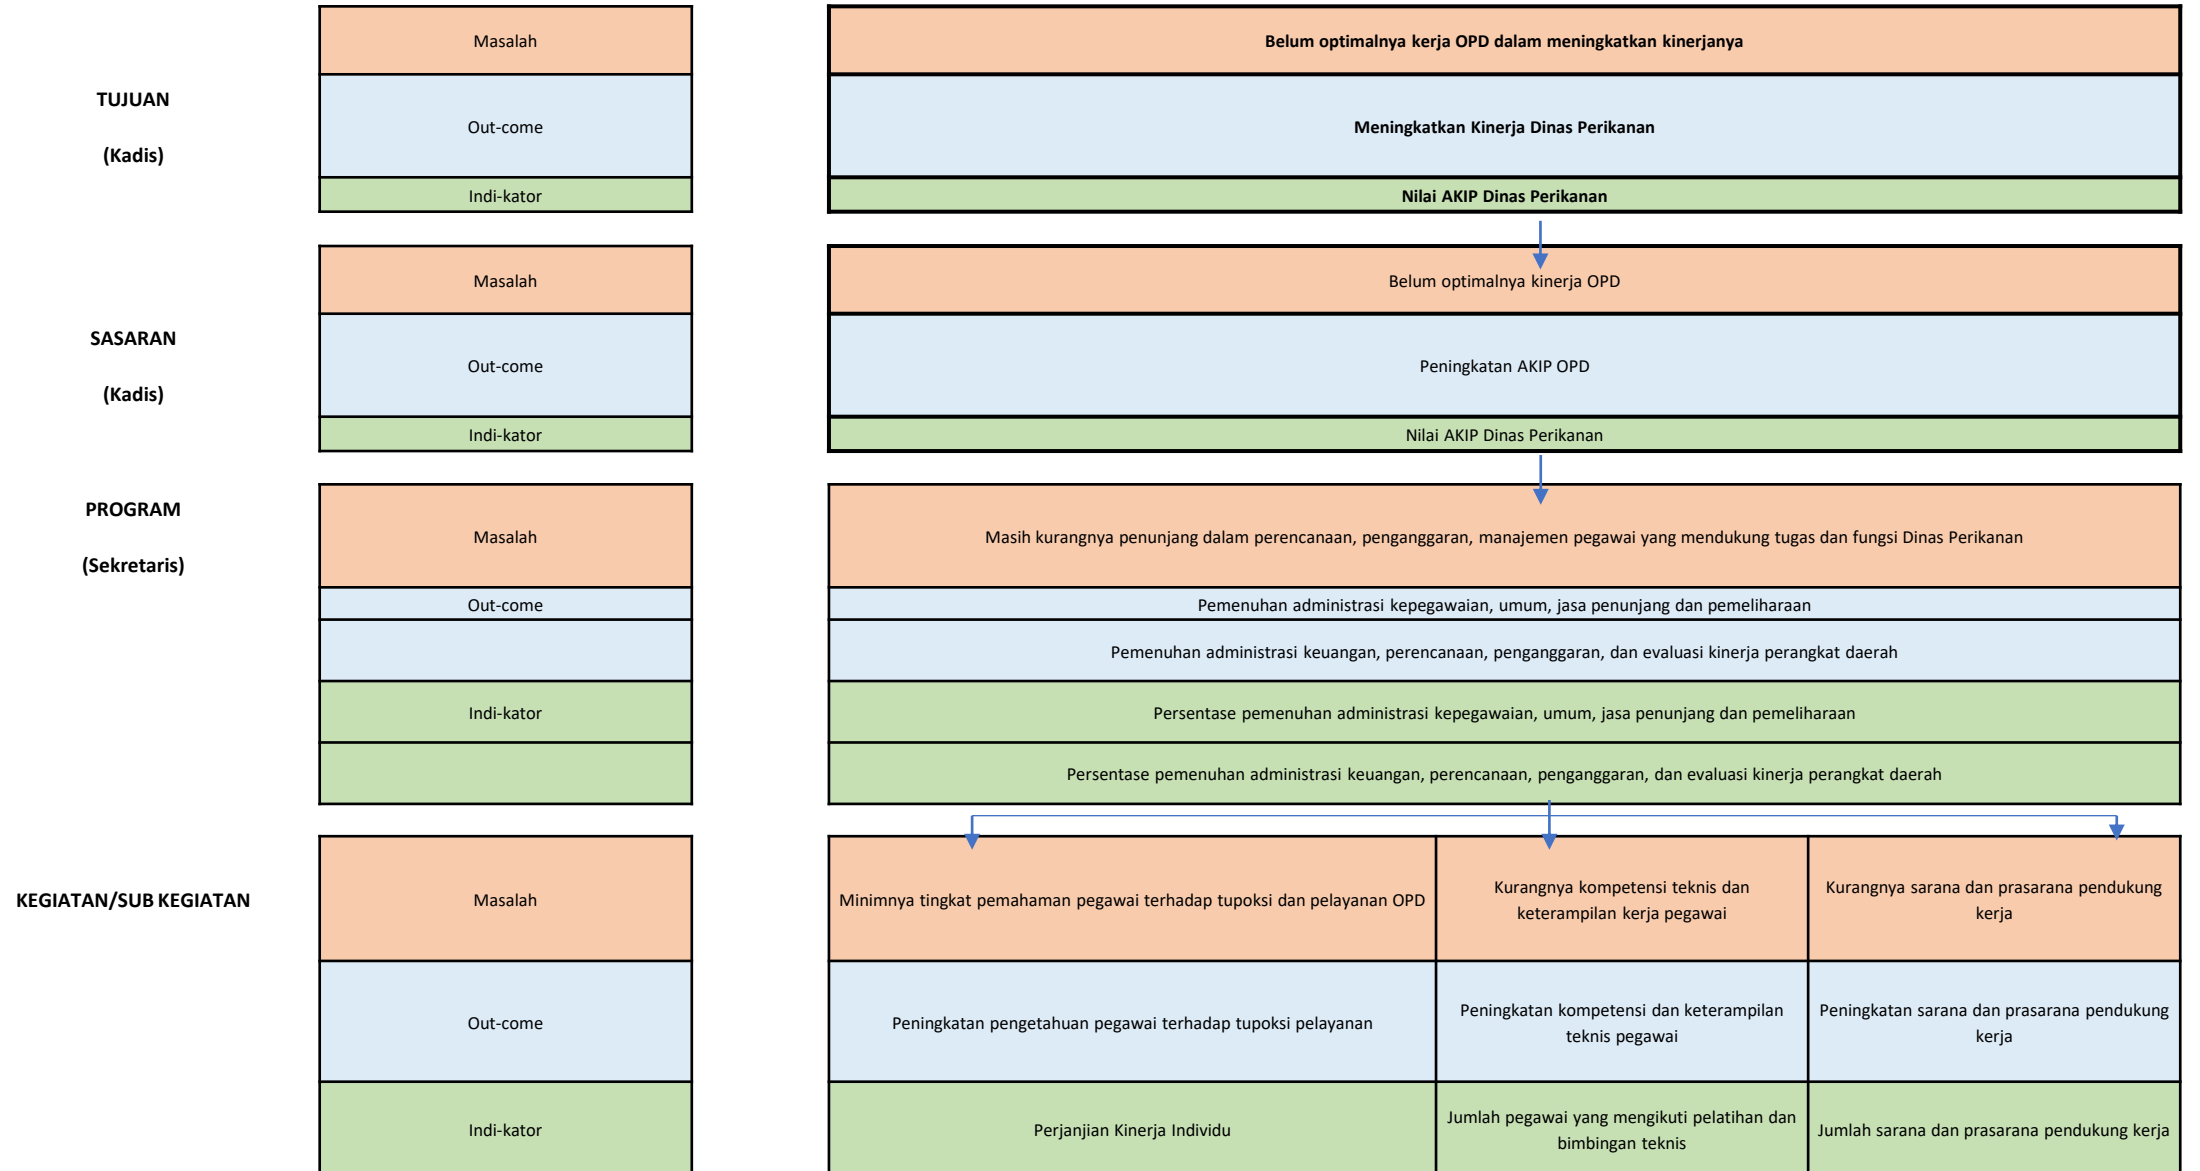 Masalah
Belum optimalnya kerja OPD dalam meningkatkan kinerjanya
TUJUAN
(Kadis)
Out-come
Meningkatkan Kinerja Dinas Perikanan
Indi-kator
Nilai AKIP Dinas Perikanan
Masalah
Belum optimalnya kinerja OPD
SASARAN
(Kadis)
Out-come
Peningkatan AKIP OPD
Indi-kator
Nilai AKIP Dinas Perikanan
PROGRAM
(Sekretaris)
Masalah
Masih kurangnya penunjang dalam perencanaan, penganggaran, manajemen pegawai yang mendukung tugas dan fungsi Dinas Perikanan
Out-come
Pemenuhan administrasi kepegawaian, umum, jasa penunjang dan pemeliharaan
Pemenuhan administrasi keuangan, perencanaan, penganggaran, dan evaluasi kinerja perangkat daerah
Indi-kator
Persentase pemenuhan administrasi kepegawaian, umum, jasa penunjang dan pemeliharaan
Persentase pemenuhan administrasi keuangan, perencanaan, penganggaran, dan evaluasi kinerja perangkat daerah
KEGIATAN/SUB KEGIATAN
Masalah
Minimnya tingkat pemahaman pegawai terhadap tupoksi dan pelayanan OPD
Kurangnya kompetensi teknis dan
keterampilan kerja pegawai
Kurangnya sarana dan prasarana pendukung
kerja
Out-come
Peningkatan pengetahuan pegawai terhadap tupoksi pelayanan
Peningkatan kompetensi dan keterampilan
teknis pegawai
Peningkatan sarana dan prasarana pendukung
kerja
Indi-kator
Perjanjian Kinerja Individu
Jumlah pegawai yang mengikuti pelatihan dan
bimbingan teknis
Jumlah sarana dan prasarana pendukung kerja